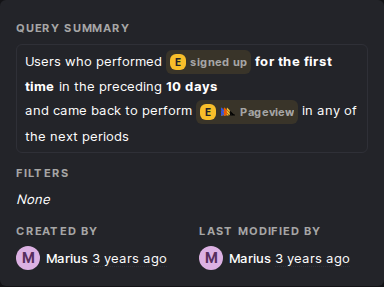 QUERY SUMMARY
Users who performed E signed up for the first
time in the preceding 10 days
and came back to perform E Pageview in any of
the next periods
FILTERS
None
CREATED BY LAST MODIFIED BY
M Marius 3 years ago M Marius 3 years ago